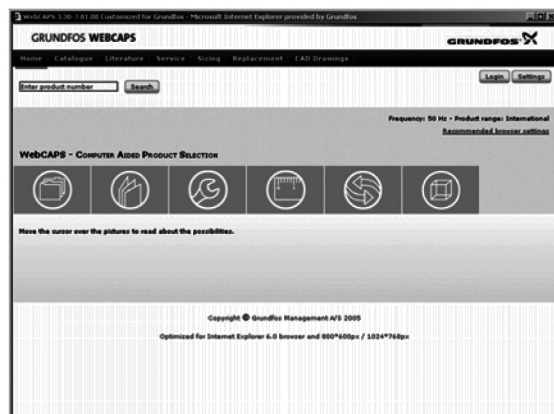 WebCAPS 3.30-7.01.08 Customized for Grundfos - Microsoft Internet Explorer provided by Grundfos
GRUNDFOS WEBCAPS
GRUNDFOS
Home Catalogue Literature Service Sizing Replacement CAD Drawings
Login Settings
Enter product number Search
Frequency: 50 Hz - Product range: International
Recommended browser settings
WebCAPS - Computer Aided Product Selection
Move the cursor over the pictures to read about the possibilities.
Copyright © Grundfos Management A/S 2005
Optimized for Internet Explorer 6.0 browser and 800*600px / 1024*768px